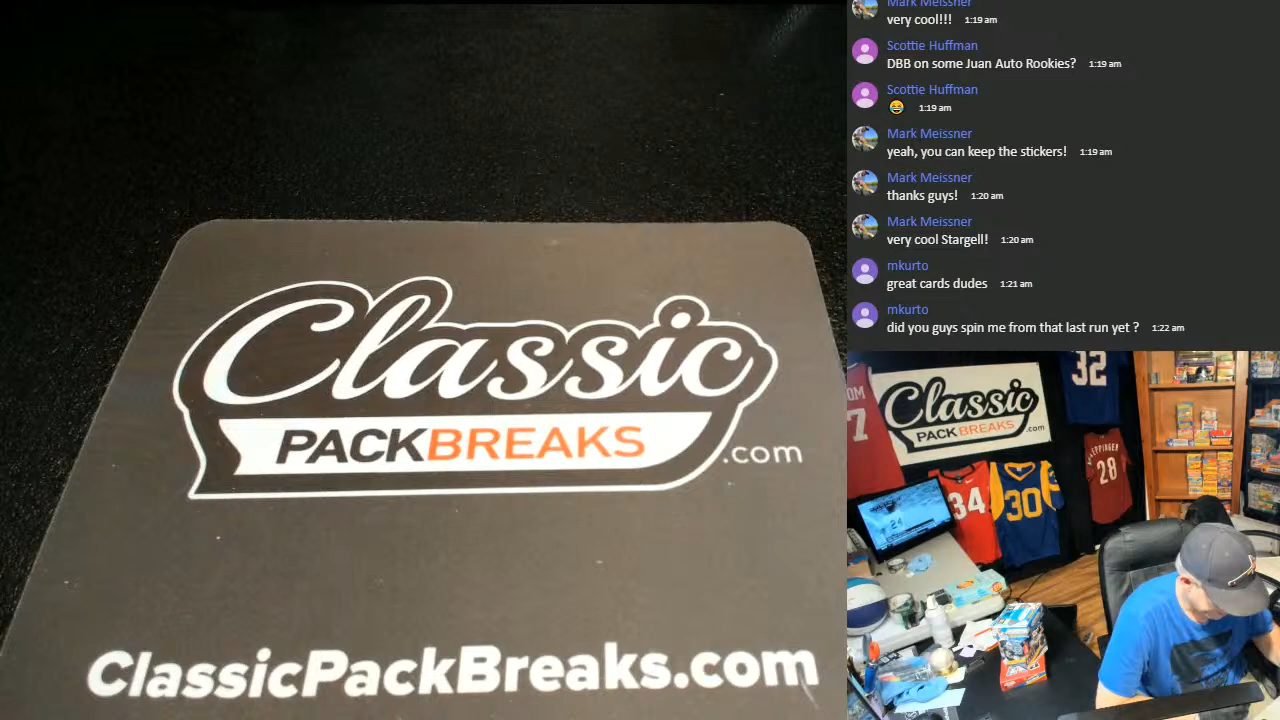 Mark Meissner
very cool!!! 1:19 am
Scottie Huffman
DBB on some Juan Auto Rookies? 1:19 am
Scottie Huffman
😂 1:19 am
Mark Meissner
yeah, you can keep the stickers! 1:19 am
Mark Meissner
thanks guys! 1:20 am
Mark Meissner
very cool Stargell! 1:20 am
mkurto
great cards dudes 1:21 am
mkurto
did you guys spin me from that last run yet ? 1:22 am
Classic
PACKBREAKS
.com
ClassicPackBreaks.com
Classic
PACKBREAKS
.com
32
7
34
30
28
24